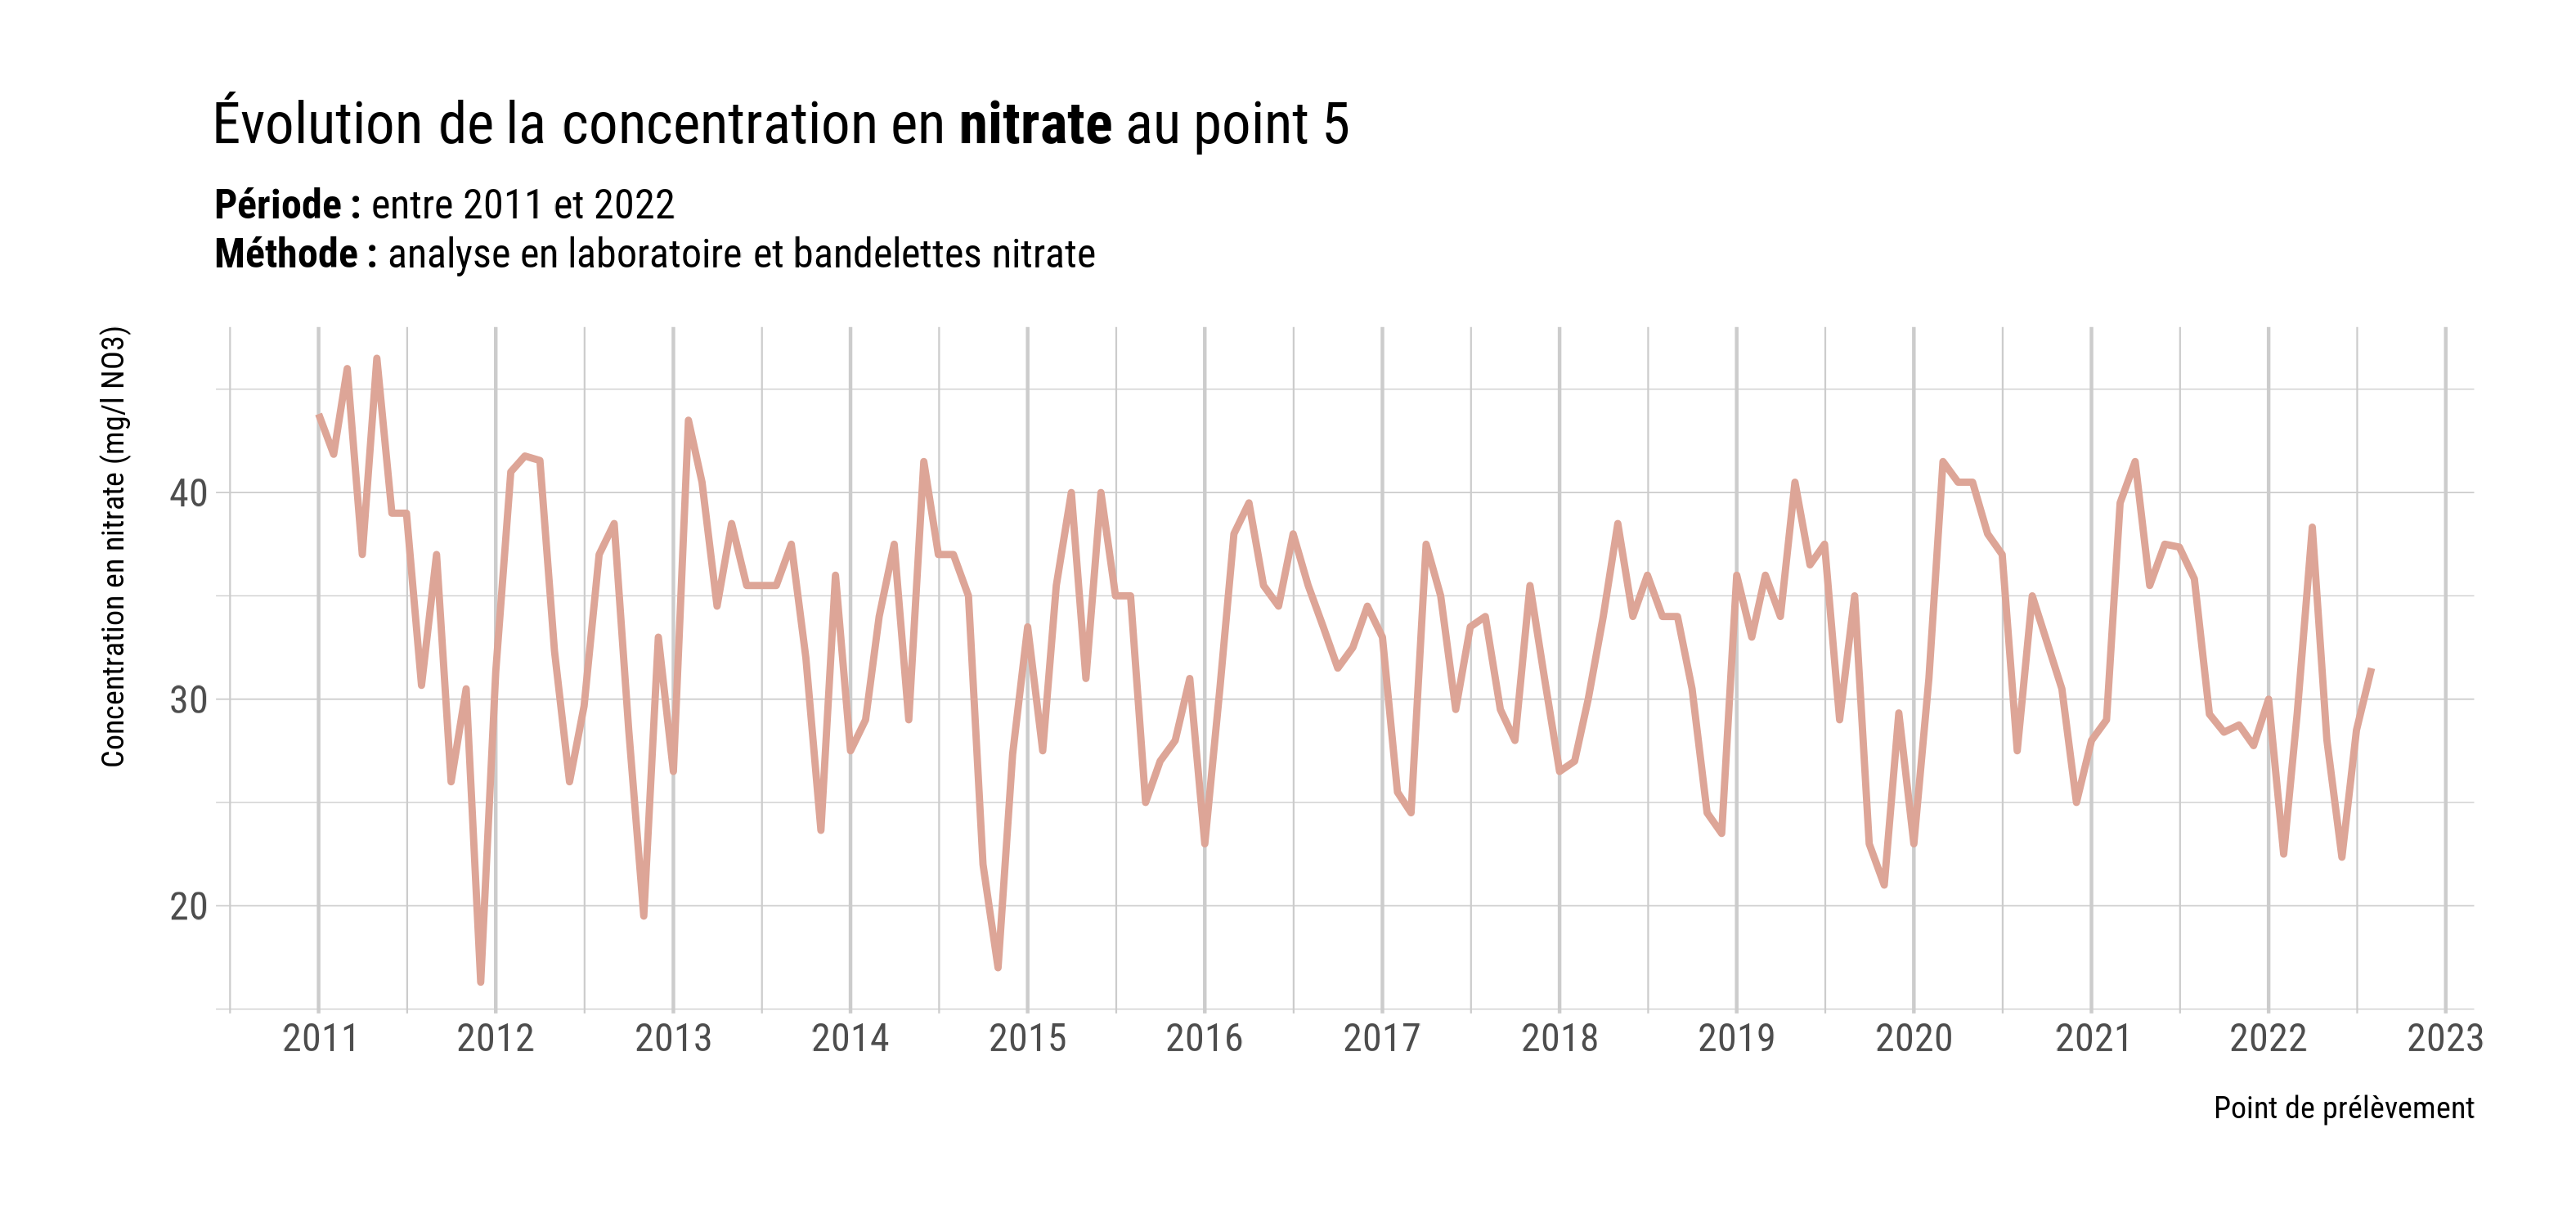 Évolution de la concentration en nitrate au point 5
Période : entre 2011 et 2022
Méthode : analyse en laboratoire et bandelettes nitrate
Concentration en nitrate (mg/l NO3)
40
30
20
2011 2012 2013 2014 2015 2016 2017 2018 2019 2020 2021 2022 2023
Point de prélèvement